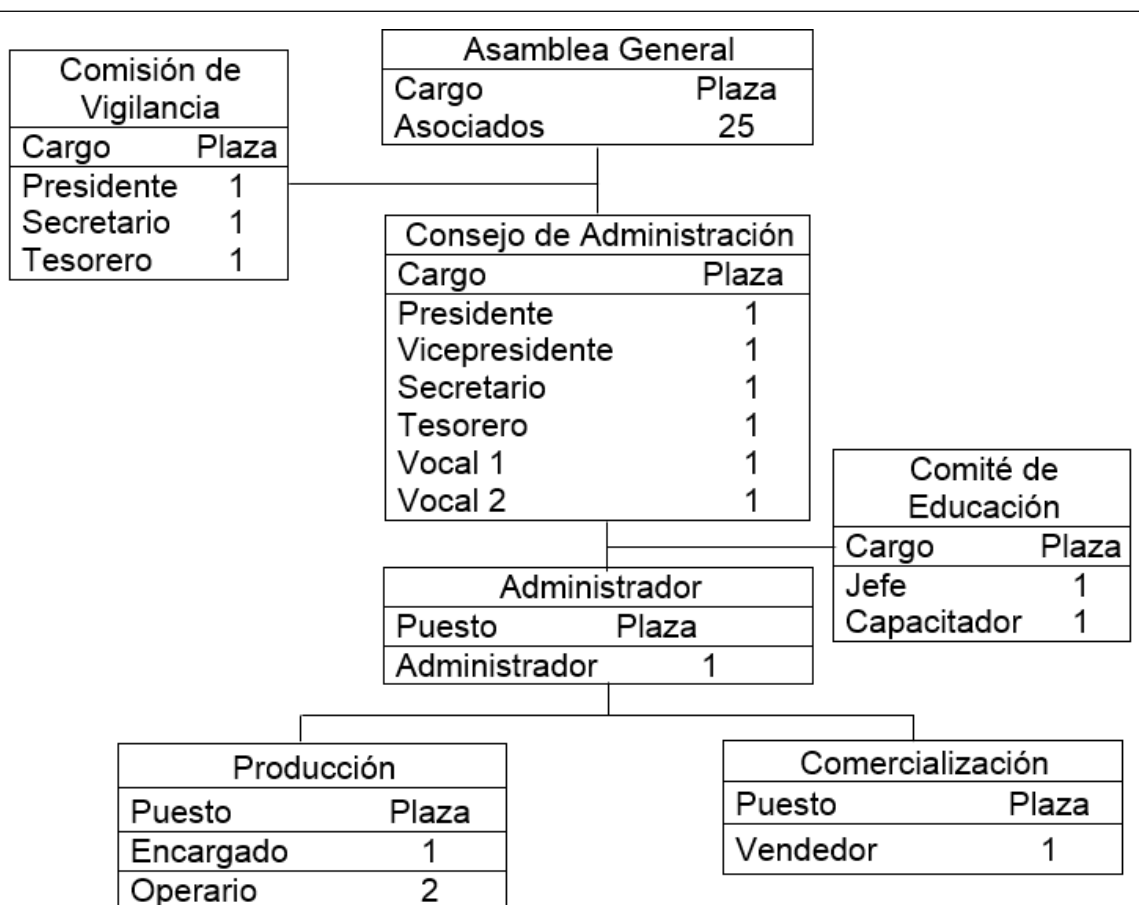 Asamblea General
Cargo Plaza
Asociados 25
Comisión de
Vigilancia
Cargo Plaza
Presidente 1
Secretario 1
Tesorero 1
Consejo de Administración
Cargo Plaza
Presidente 1
Vicepresidente 1
Secretario 1
Tesorero 1
Vocal 1 1
Vocal 2 1
Comité de
Educación
Cargo Plaza
Jefe 1
Capacitador 1
Administrador
Puesto Plaza
Administrador 1
Producción
Puesto Plaza
Encargado 1
Operario 2
Comercialización
Puesto Plaza
Vendedor 1